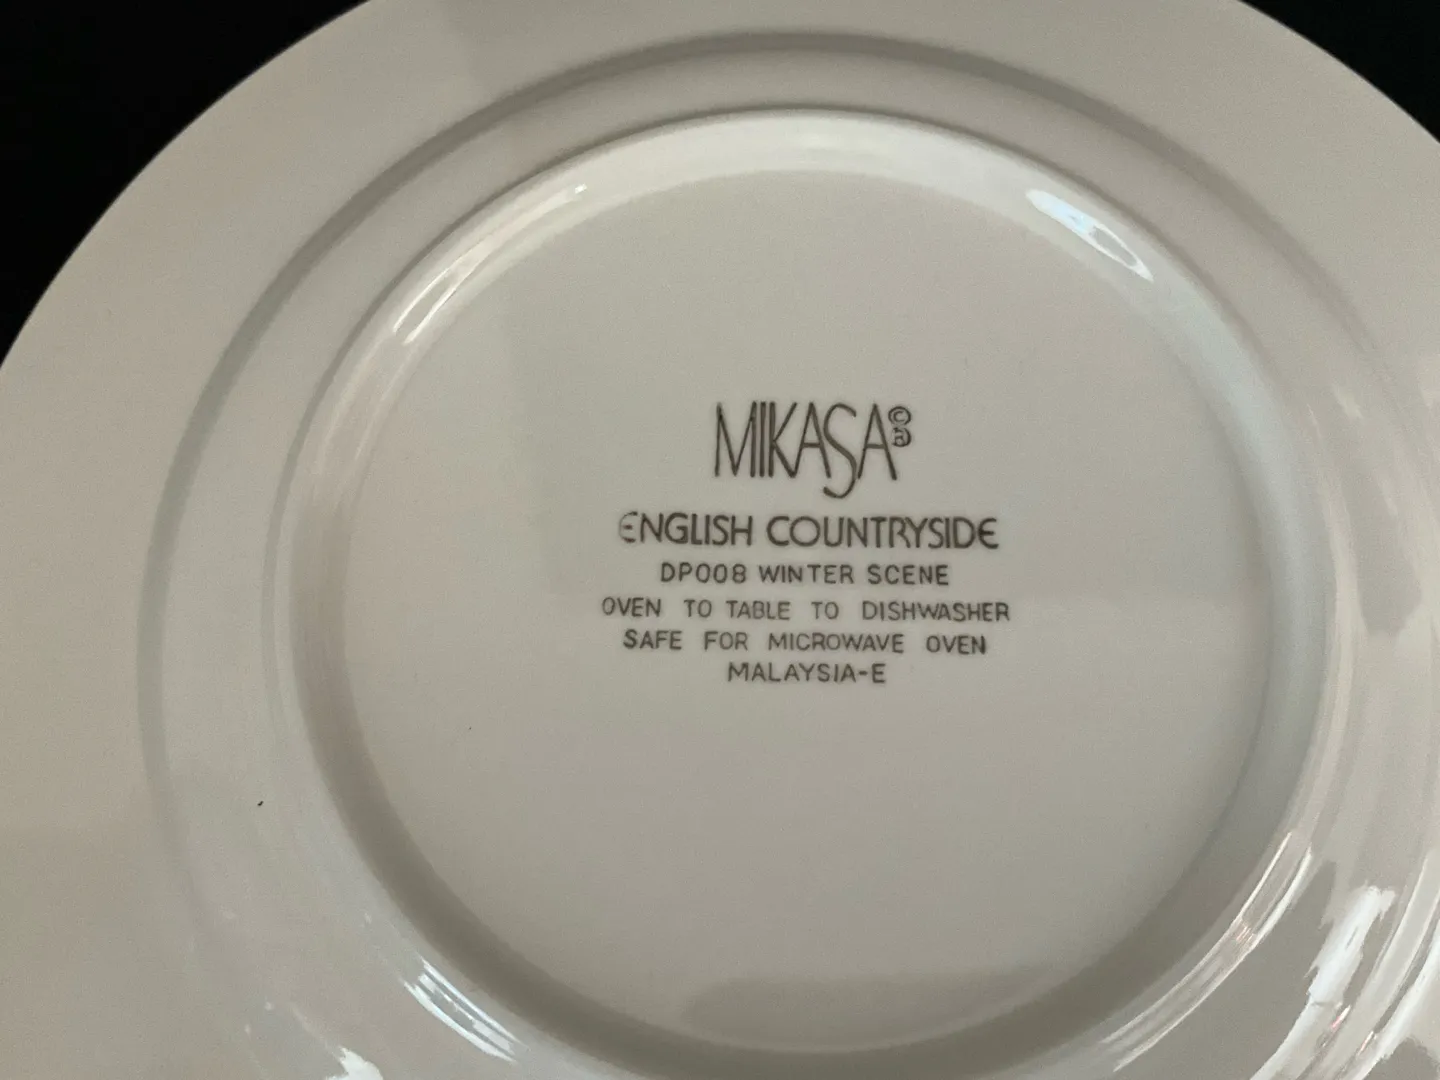 MIKASA©®
ENGLISH COUNTRYSIDE
DP008 WINTER SCENE
OVEN TO TABLE TO DISHWASHER
SAFE FOR MICROWAVE OVEN
MALAYSIA-E